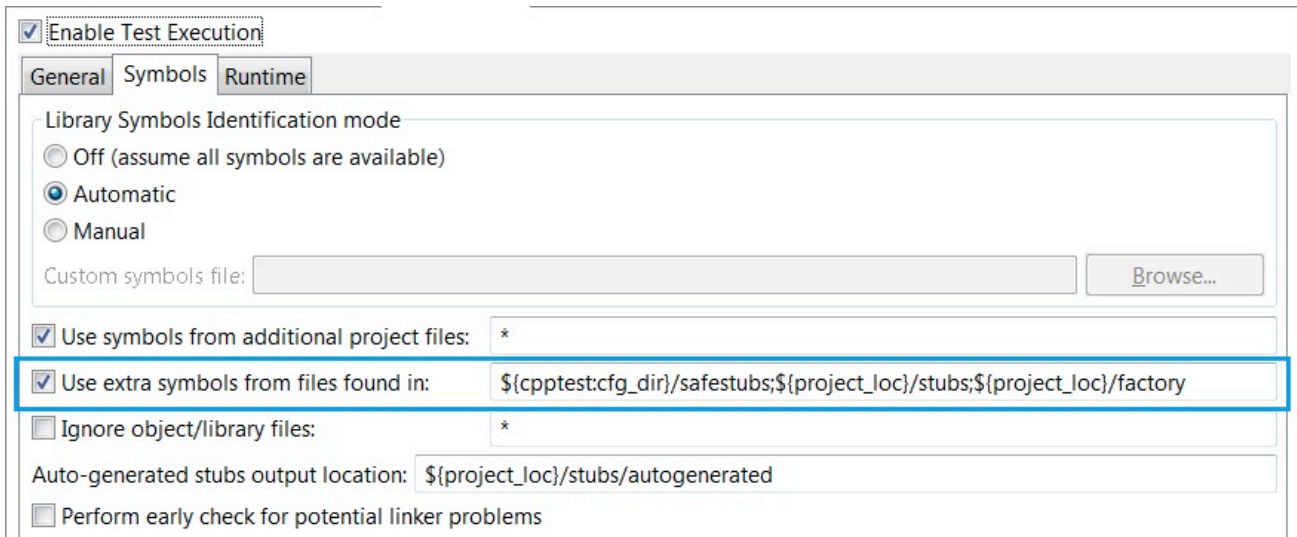 Enable Test Execution
General Symbols Runtime
Library Symbols Identification mode
Off (assume all symbols are available)
Automatic
Manual
Custom symbols file: Browse...
Use symbols from additional project files: *
Use extra symbols from files found in: ${cpptest:cfg_dir}/safestubs;${project_loc}/stubs;${project_loc}/factory
Ignore object/library files: *
Auto-generated stubs output location: ${project_loc}/stubs/autogenerated
Perform early check for potential linker problems